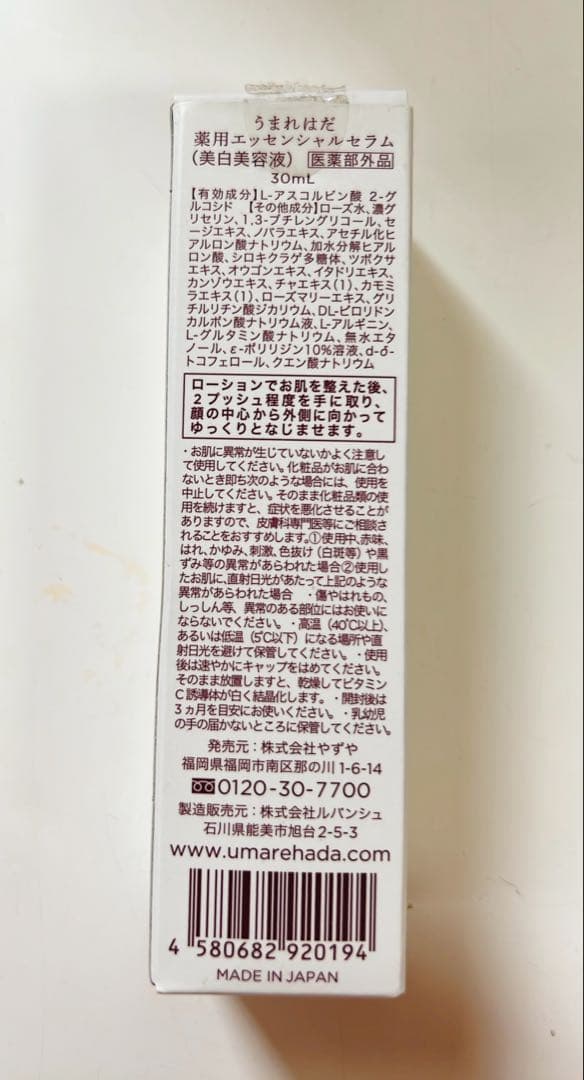 うまれはだ
薬用エッセンシャルセラム
(美白美容液) 医薬部外品
30mL
【有効成分】L-アスコルビン酸 2-グ
ルコシド 【その他成分】ローズ水、濃グ
リセリン、1,3-ブチレングリコール、セ
ージエキス、ノバラエキス、アセチル化ヒ
アルロン酸ナトリウム、加水分解ヒアル
ロン酸、シロキクラゲ多糖体、ツボクサ
エキス、オウゴンエキス、イタドリエキス、
カンゾウエキス、チャエキス(1)、カモミ
ラエキス(1)、ローズマリーエキス、グリ
チルリチン酸ジカリウム、DL-ピロリドン
カルボン酸ナトリウム液、L-アルギニン、
L-グルタミン酸ナトリウム、無水エタ
ノール、ε-ポリリジン10%溶液、d-δ-
トコフェロール、クエン酸ナトリウム
ローションでお肌を整えた後、
2プッシュ程度を手に取り、
顔の中心から外側に向かって
ゆっくりとなじませます。
・お肌に異常が生じていないかよく注意し
て使用してください。化粧品がお肌に合わ
ないとき即ち次のような場合には、使用を
中止してください。そのまま化粧品類の使
用を続けますと、症状を悪化させることが
ありますので、皮膚科専門医等にご相談さ
れることをおすすめします。①使用中、赤味、
はれ、かゆみ、刺激、色抜け(白斑等)や黒
ずみ等の異常があらわれた場合②使用し
たお肌に、直射日光があたって上記のような
異常があらわれた場合 ・傷やはれもの、
しっしん等、異常のある部位にはお使いに
ならないでください。・高温(40℃以上)、
あるいは低温(5℃以下)になる場所や直
射日光を避けて保管してください。・使用
後は速やかにキャップをはめてください。
そのまま放置しますと、乾燥してビタミン
C誘導体が白く結晶化します。・開封後は
3ヵ月を目安にお使いください。・乳幼児
の手の届かないところに保管してください。
発売元:株式会社やずや
福岡県福岡市南区那の川1-6-14
0120-30-7700
製造販売元:株式会社ルバンシュ
石川県能美市旭台2-5-3
www.umarehada.com
4 580682 920194
MADE IN JAPAN